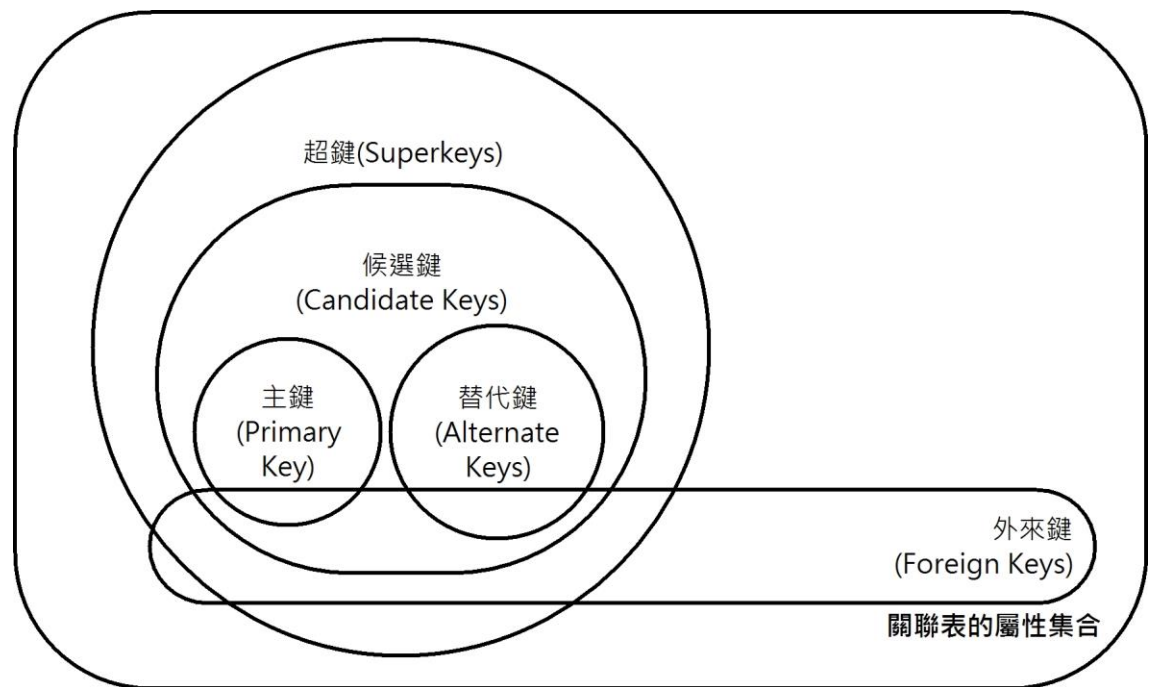 超鍵(Superkeys)
候選鍵
(Candidate Keys)
主鍵
(Primary
Key)
替代鍵
(Alternate
Keys)
外來鍵
(Foreign Keys)
關聯表的屬性集合